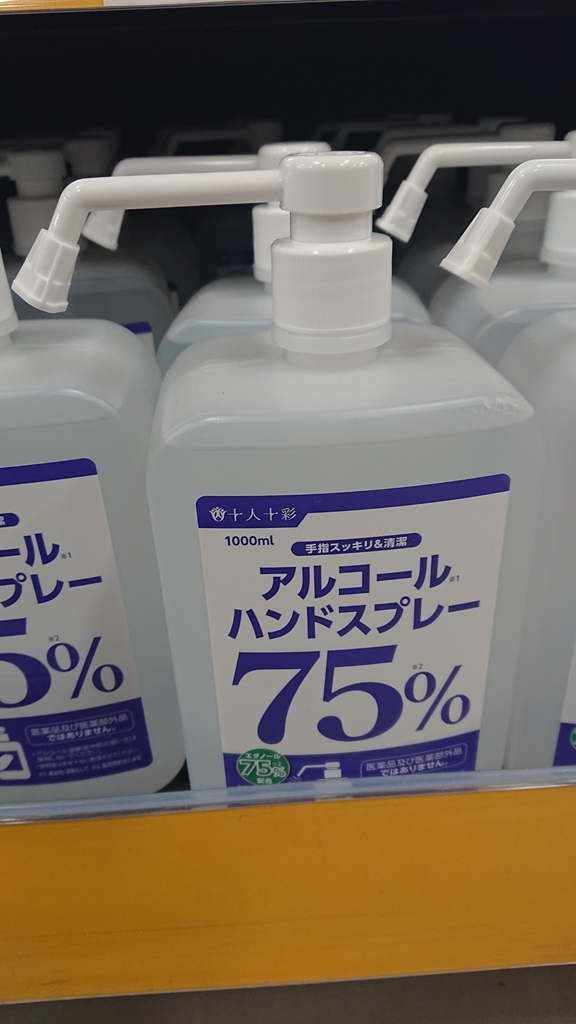 十人十彩
1000ml
手指スッキリ&清潔
アルコール※1
ハンドスプレー
75%※2
エタノール
75%※2
配合
医薬品及び医薬部外品
ではありません。
ール※1
スプレー
5%※2
医薬品及び医薬部外品
ではありません。